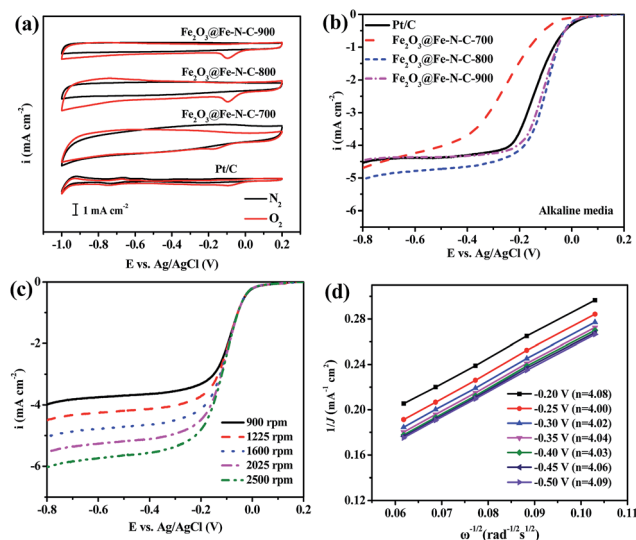 (a)
Fe₂O₃@Fe-N-C-900
Fe₂O₃@Fe-N-C-800
Fe₂O₃@Fe-N-C-700
Pt/C
1 mA cm⁻²
N₂
O₂
i (mA cm⁻²)
-1.0 -0.8 -0.6 -0.4 -0.2 0.0 0.2
E vs. Ag/AgCl (V)
(b)
Pt/C
Fe₂O₃@Fe-N-C-700
Fe₂O₃@Fe-N-C-800
Fe₂O₃@Fe-N-C-900
Alkaline media
i (mA cm⁻²)
0
-1
-2
-3
-4
-5
-6
-0.8 -0.6 -0.4 -0.2 0.0 0.2
E vs. Ag/AgCl (V)
(c)
i (mA cm⁻²)
0
-2
-4
-6
900 rpm
1225 rpm
1600 rpm
2025 rpm
2500 rpm
-0.8 -0.6 -0.4 -0.2 0.0 0.2
E vs. Ag/AgCl (V)
(d)
1/J (mA⁻¹ cm²)
0.28
0.24
0.20
0.16
0.12
-0.20 V (n=4.08)
-0.25 V (n=4.00)
-0.30 V (n=4.02)
-0.35 V (n=4.04)
-0.40 V (n=4.03)
-0.45 V (n=4.06)
-0.50 V (n=4.09)
0.06 0.07 0.08 0.09 0.10 0.11
ω⁻¹/²(rad⁻¹/²s¹/²)